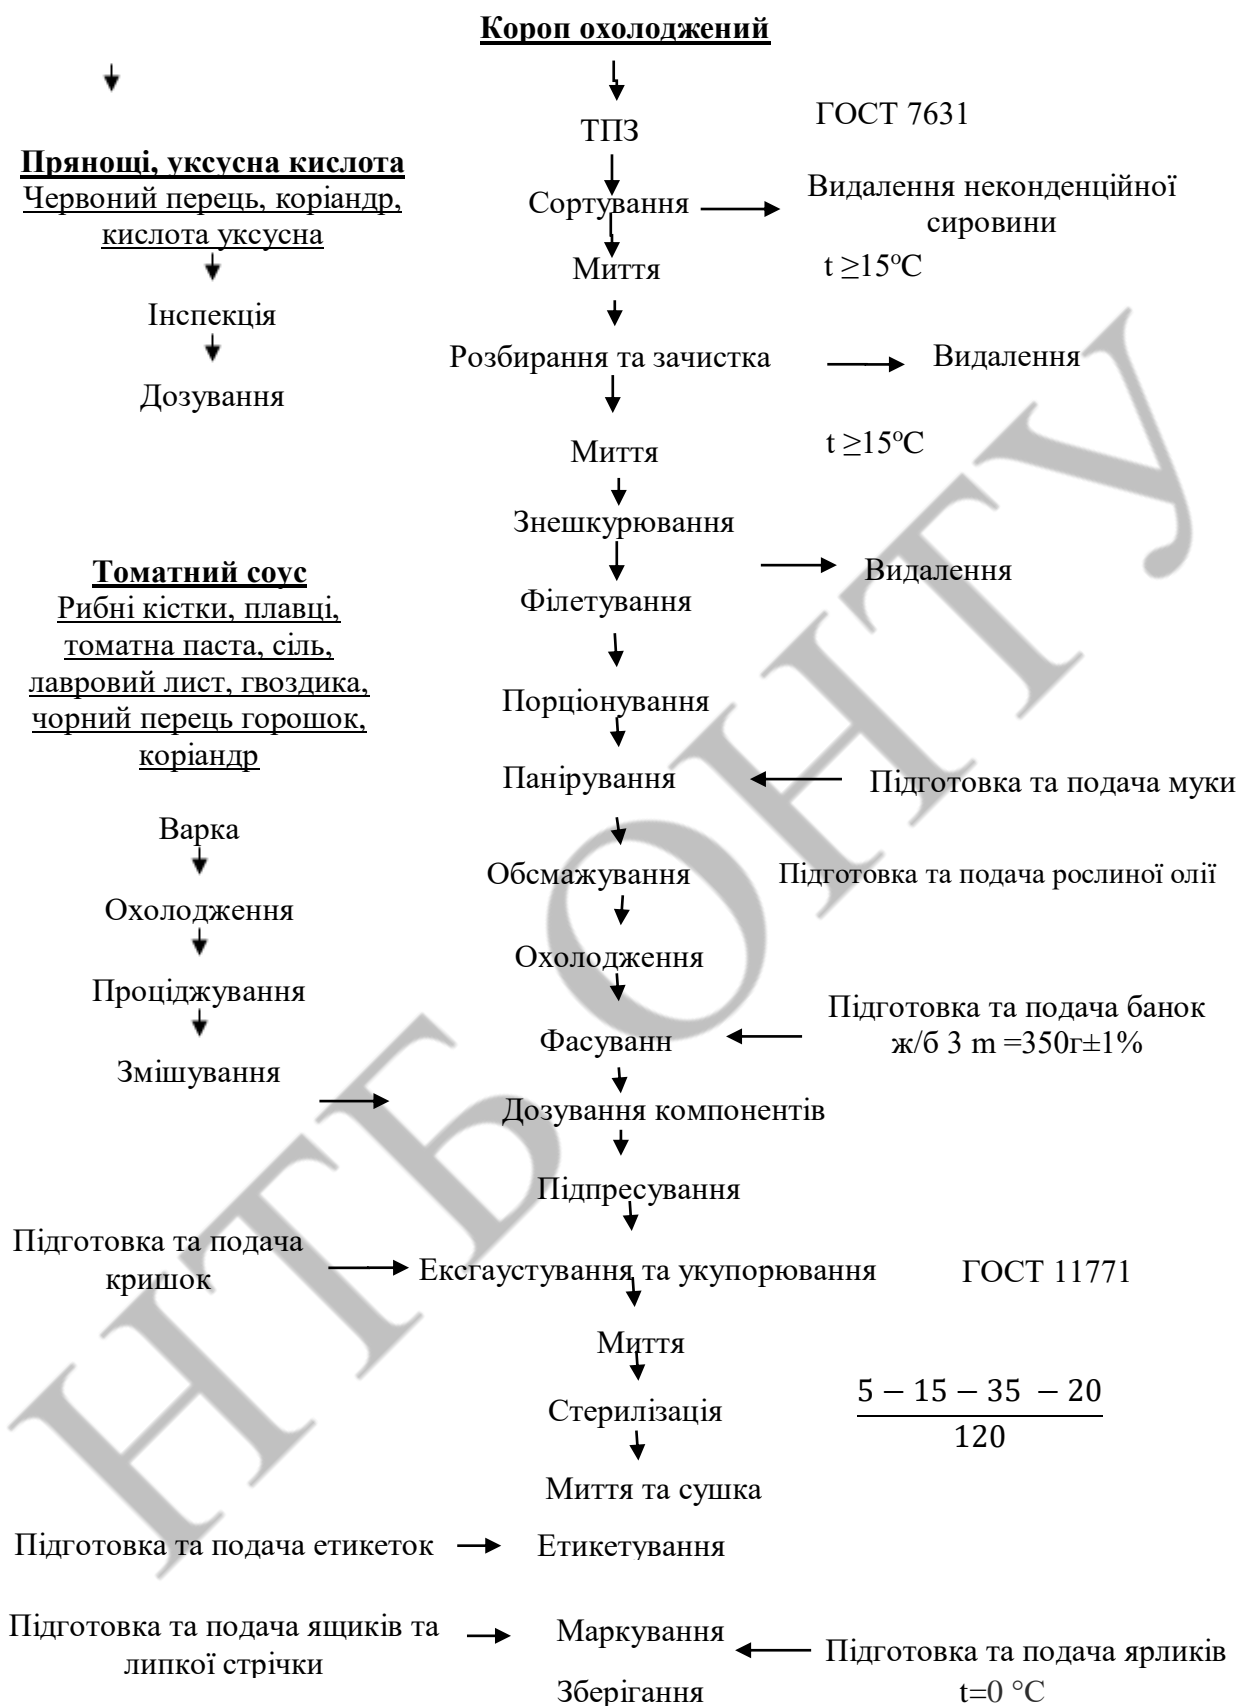 Короп охолоджений
ГОСТ 7631
ТПЗ
Прянощі, уксусна кислота
Червоний перець, коріандр,
кислота уксусна
Сортування
Видалення неконденційної
сировини
Миття
t ≥15ºС
Інспекція
Розбирання та зачистка
Видалення
Дозування
Миття
t ≥15ºС
Знешкурювання
Видалення
Філетування
Томатний соус
Рибні кістки, плавці,
томатна паста, сіль,
лавровий лист, гвоздика,
чорний перець горошок,
коріандр
Порціонування
Панірування
Підготовка та подача муки
Варка
Обсмажування
Підготовка та подача рослиної олії
Охолодження
Охолодження
Проціджування
Фасуванн
Підготовка та подача банок
ж/б 3 m =350г±1%
Змішування
Дозування компонентів
Підпресування
Підготовка та подача
кришок
Ексгаустування та укупорювання
ГОСТ 11771
Миття
Стерилізація
5 − 15 − 35 − 20
120
Миття та сушка
Підготовка та подача етикеток
Етикетування
Підготовка та подача ящиків та
липкої стрічки
Маркування
Підготовка та подача ярликів
Зберігання
t=0 °C
НТБ ОНТУ